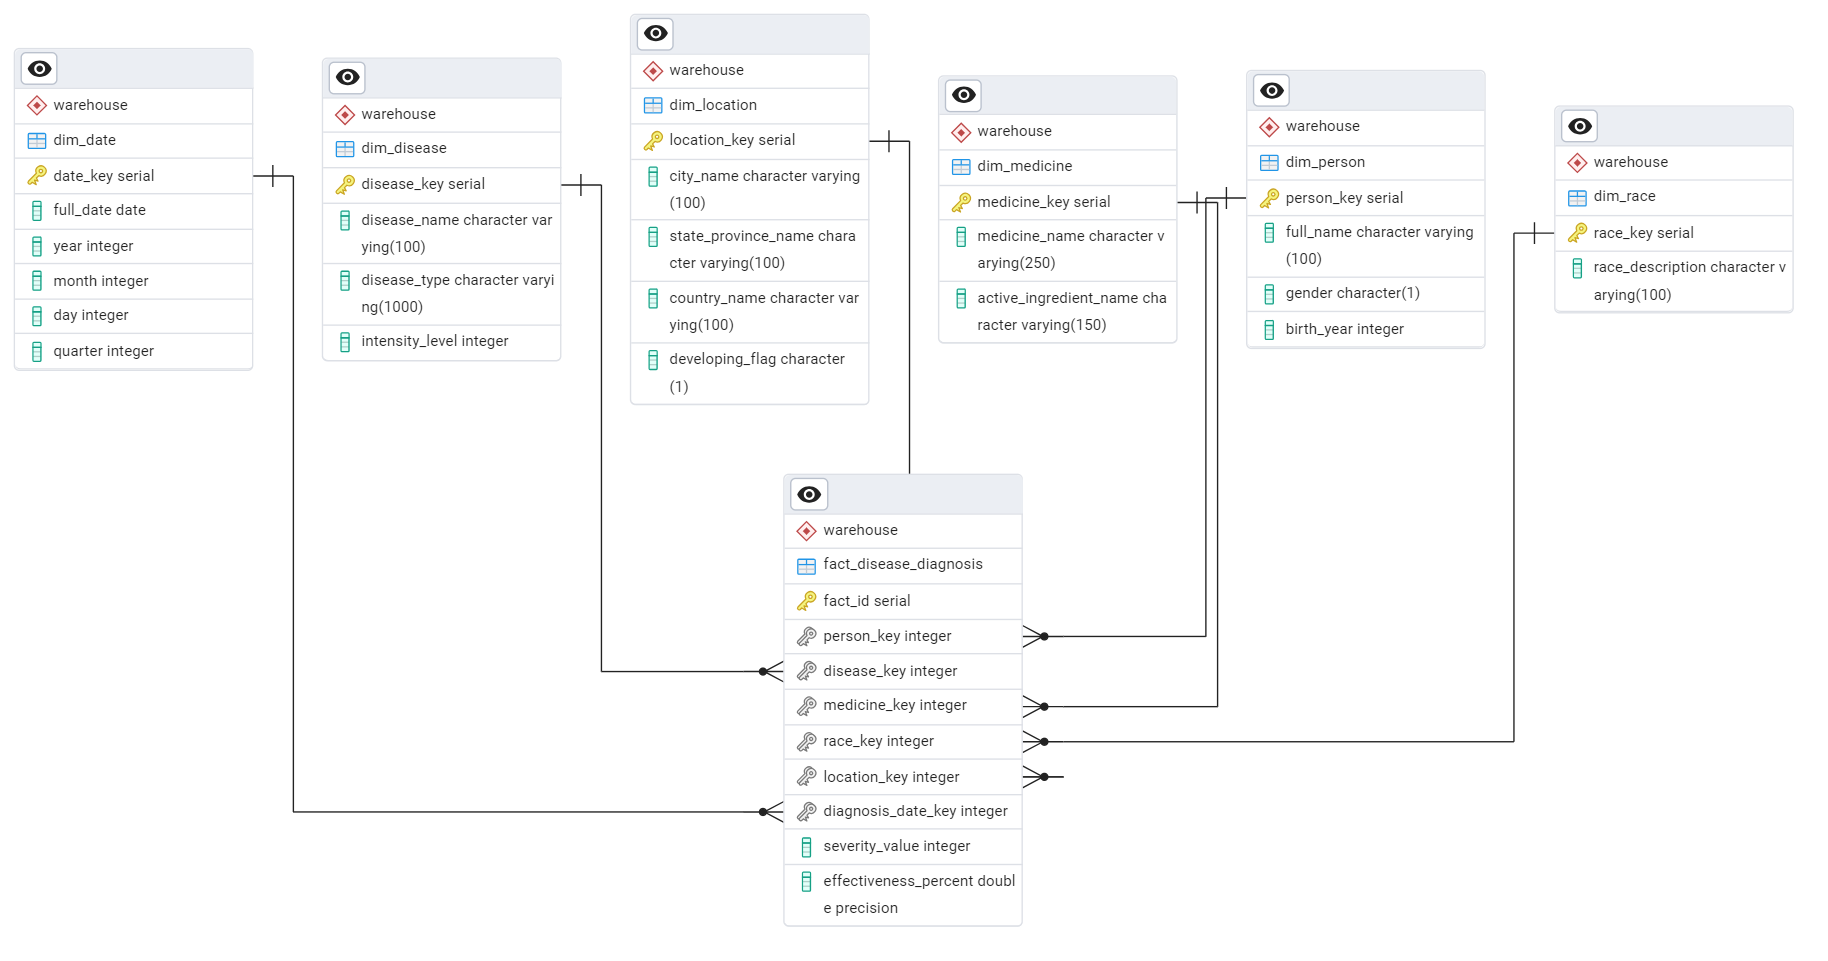 warehouse
dim_date
date_key serial
full_date date
year integer
month integer
day integer
quarter integer
warehouse
dim_disease
disease_key serial
disease_name character var
ying(100)
disease_type character varyi
ng(1000)
intensity_level integer
warehouse
dim_location
location_key serial
city_name character varying
(100)
state_province_name chara
cter varying(100)
country_name character var
ying(100)
developing_flag character
(1)
warehouse
dim_medicine
medicine_key serial
medicine_name character v
arying(250)
active_ingredient_name cha
racter varying(150)
warehouse
dim_person
person_key serial
full_name character varying
(100)
gender character(1)
birth_year integer
warehouse
dim_race
race_key serial
race_description character v
arying(100)
warehouse
fact_disease_diagnosis
fact_id serial
person_key integer
disease_key integer
medicine_key integer
race_key integer
location_key integer
diagnosis_date_key integer
severity_value integer
effectiveness_percent doubl
e precision